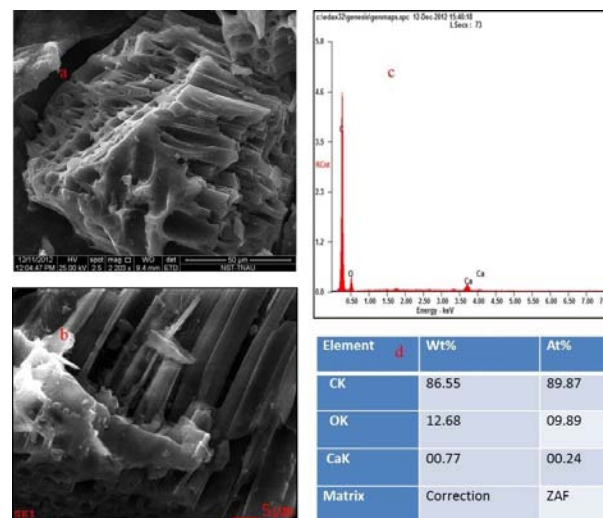 a
12/11/2012 HV spot mag □ WD det 50 µm
12:04:47 PM 25.00 kV 2.5 2 203 x 9.4 mm ETD NST-TNAU
b
SE1 5µm
c:\edax32\genesis\genmaps.spc 12-Dec-2012 15:40:18
LSecs : 73
c
5.0
4.6
3.5
KCnt
2.3
1.2
0.0
C
O
Ca
Ca
0.50 1.00 1.50 2.00 2.50 3.00 3.50 4.00 4.50 5.00 5.50 6.00 6.50 7.00
Energy - keV
d
Element Wt% At%
CK 86.55 89.87
OK 12.68 09.89
CaK 00.77 00.24
Matrix Correction ZAF